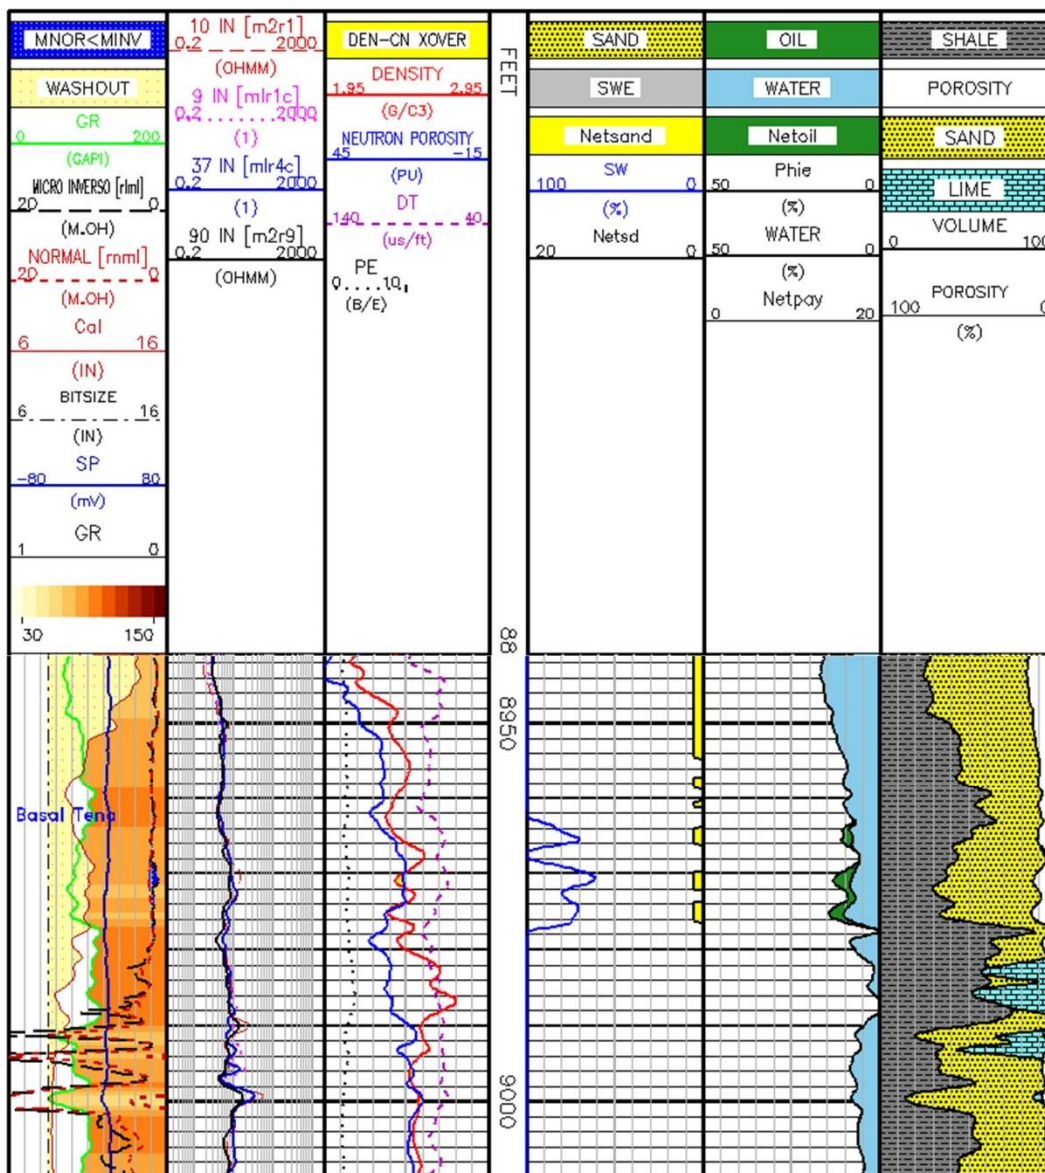 MNOR<MINV
WASHOUT
GR
0 200
(GAPI)
MICRO INVERSO [rlml]
20 0
(M.OH)
NORMAL [rnml]
20 0
(M.OH)
Cal
6 16
(IN)
BITSIZE
6 16
(IN)
SP
-80 80
(mV)
GR
1 0
30 150
10 IN [m2r1]
0.2 2000
(OHMM)
9 IN [mlr1c]
0.2 2000
(1)
37 IN [mlr4c]
0.2 2000
(1)
90 IN [m2r9]
0.2 2000
(OHMM)
DEN-CN XOVER
DENSITY
1.95 2.95
(G/C3)
NEUTRON POROSITY
45 -15
(PU)
DT
140 40
(us/ft)
PE
0 10
(B/E)
FEET
88
8950
9000
SAND
SWE
Netsand
SW
100 0
(%)
Netsd
20 0
OIL
WATER
Netoil
Phie
50 0
(%)
WATER
50 0
(%)
Netpay
0 20
SHALE
POROSITY
SAND
LIME
VOLUME
0 100
POROSITY
100 0
(%)
Basal Tena